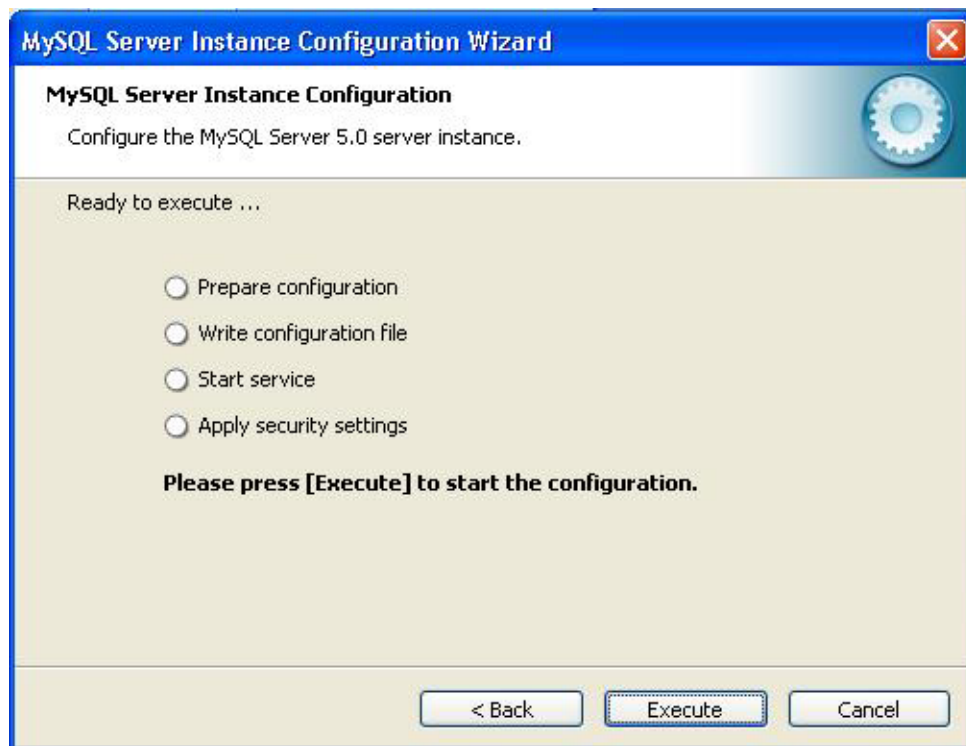 MySQL Server Instance Configuration Wizard
MySQL Server Instance Configuration
Configure the MySQL Server 5.0 server instance.
Ready to execute ...
Prepare configuration
Write configuration file
Start service
Apply security settings
Please press [Execute] to start the configuration.
< Back
Execute
Cancel